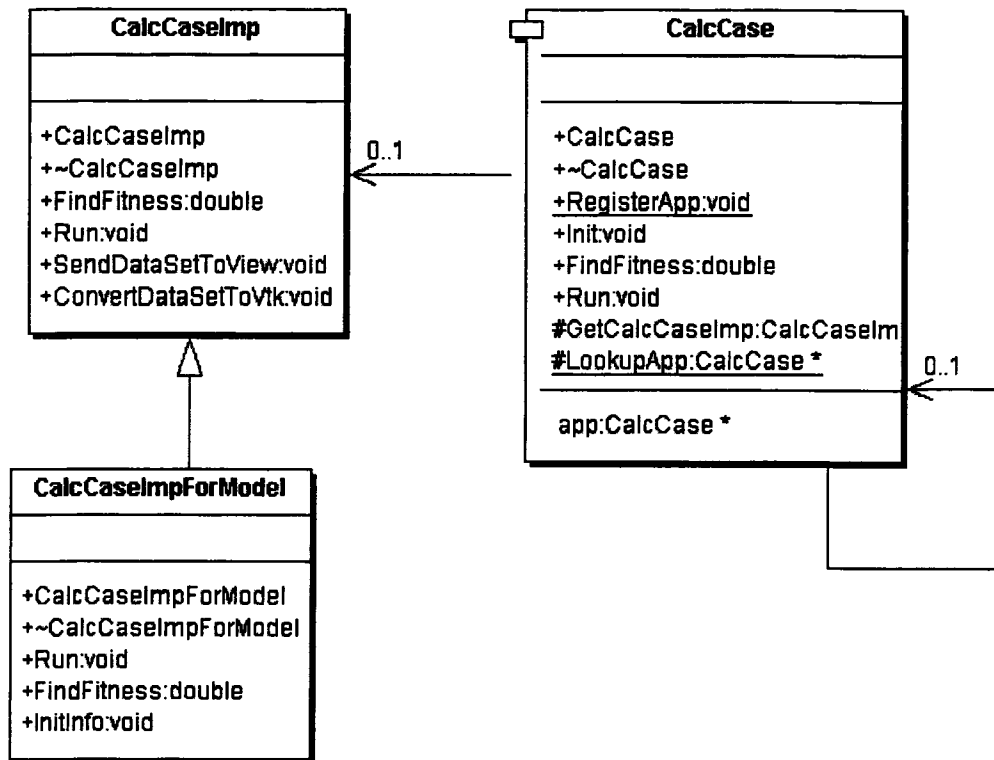 CalcCaseImp
+CalcCaseImp
+~CalcCaseImp
+FindFitness:double
+Run:void
+SendDataSetToView:void
+ConvertDataSetToVtk:void
0..1
CalcCase
+CalcCase
+~CalcCase
+RegisterApp:void
+Init:void
+FindFitness:double
+Run:void
#GetCalcCaseImp:CalcCaseIm
#LookupApp:CalcCase *
app:CalcCase *
0..1
CalcCaseImpForModel
+CalcCaseImpForModel
+~CalcCaseImpForModel
+Run:void
+FindFitness:double
+InitInfo:void